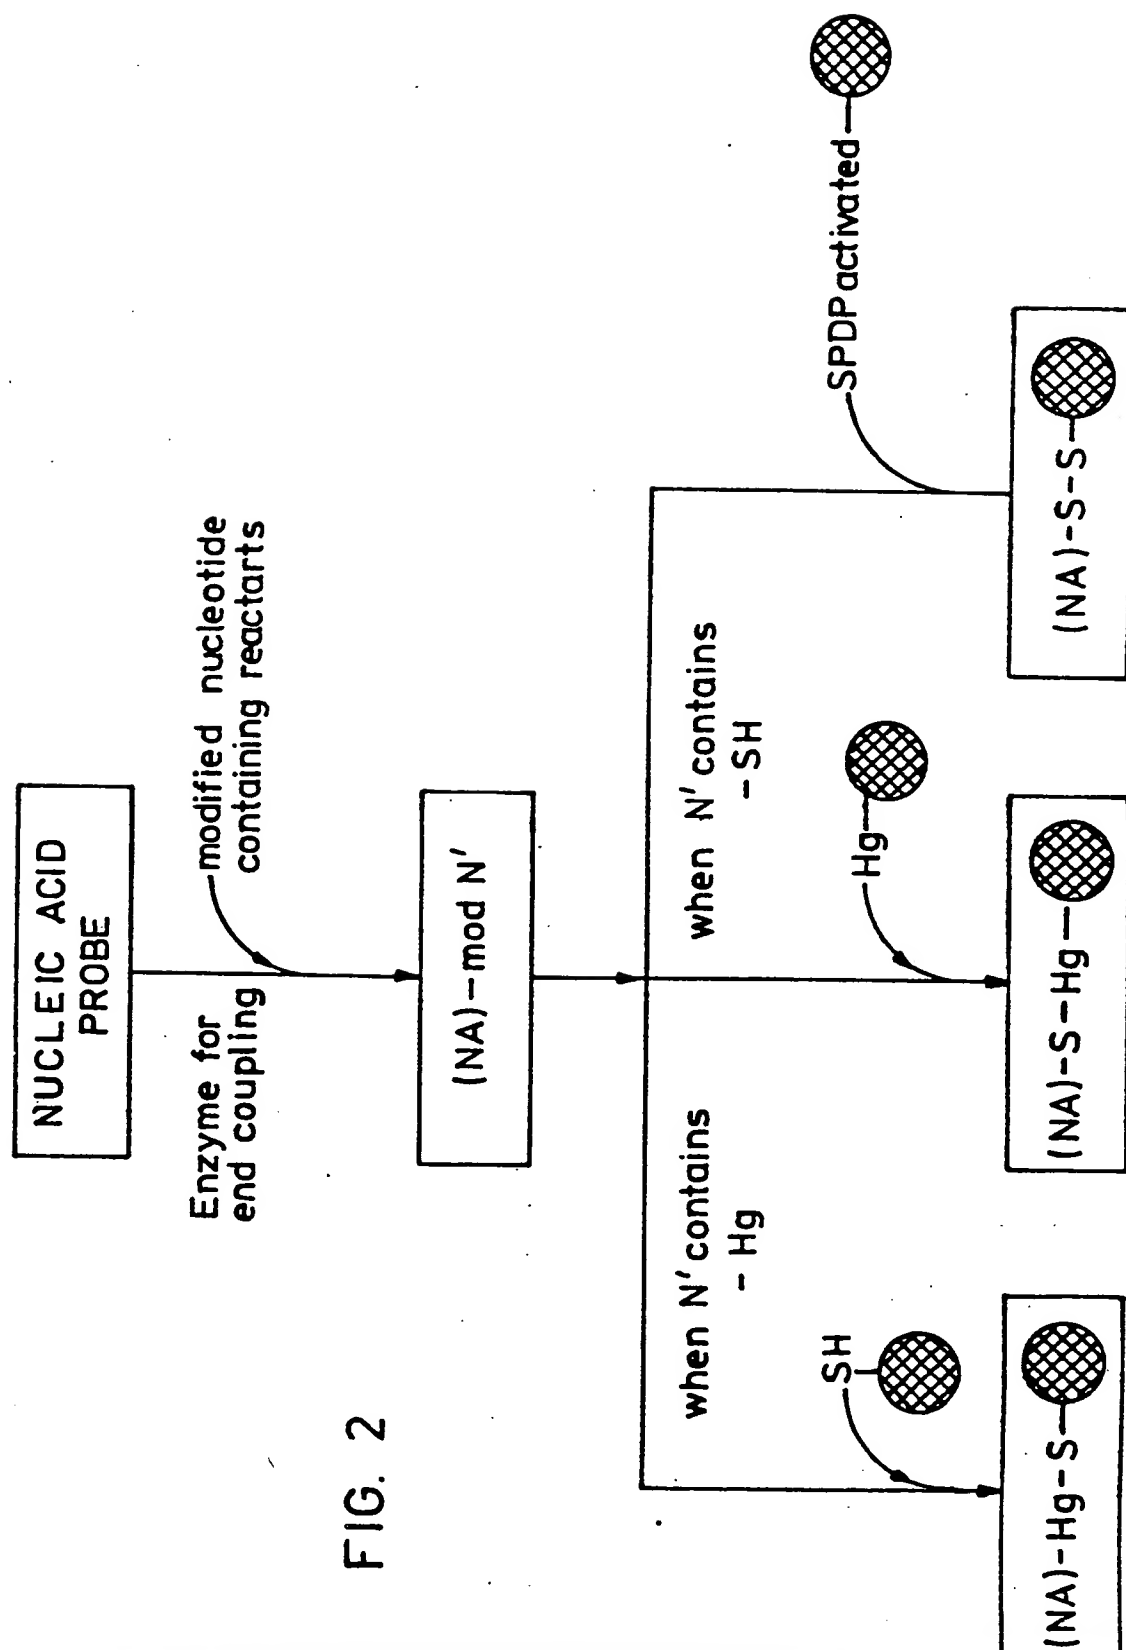 FIG. 2
NUCLEIC ACID
PROBE
Enzyme for
end coupling
modified nucleotide
containing reactarts
(NA)-mod N'
when N' contains
- Hg
when N' contains
- SH
SH
Hg
SPDP activated
(NA)-Hg-S
(NA)-S-Hg
(NA)-S-S